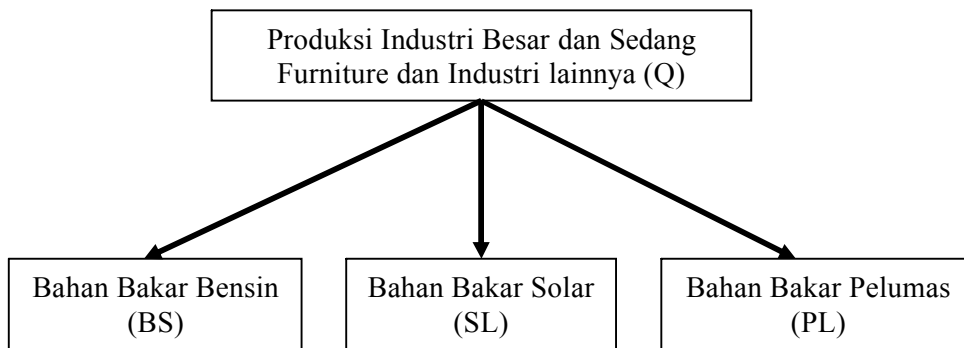 Produksi Industri Besar dan Sedang
Furniture dan Industri lainnya (Q)
Bahan Bakar Bensin
(BS)
Bahan Bakar Solar
(SL)
Bahan Bakar Pelumas
(PL)